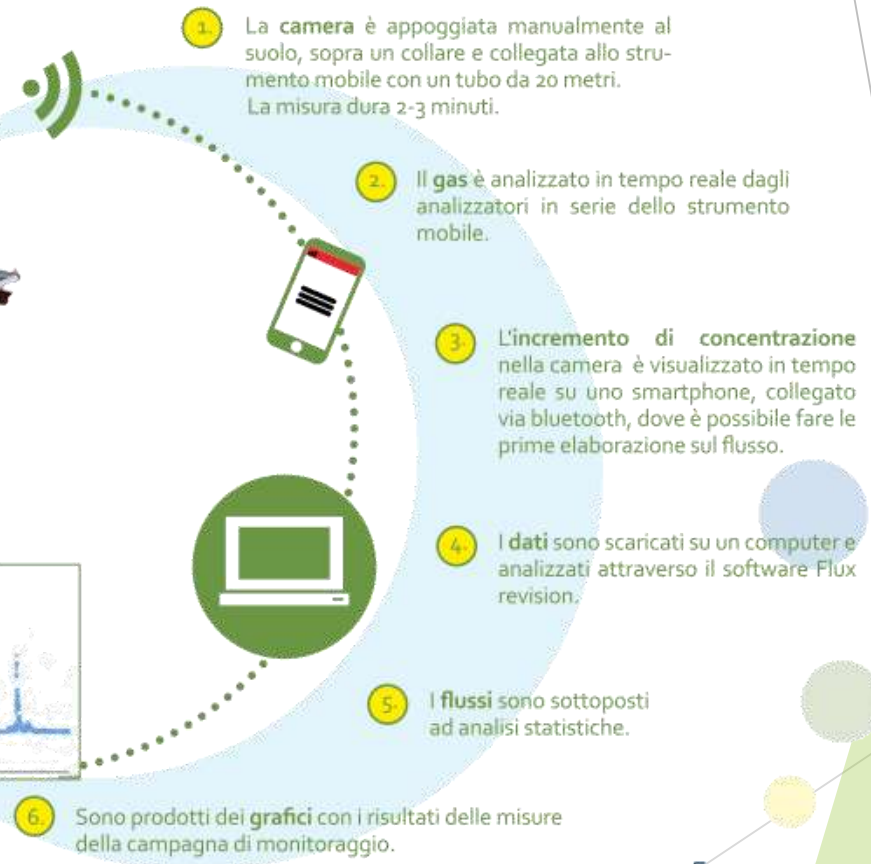 1. La camera è appoggiata manualmente al
suolo, sopra un collare e collegata allo stru-
mento mobile con un tubo da 20 metri.
La misura dura 2-3 minuti.
2. Il gas è analizzato in tempo reale dagli
analizzatori in serie dello strumento
mobile.
3. L'incremento di concentrazione
nella camera è visualizzato in tempo
reale su uno smartphone, collegato
via bluetooth, dove è possibile fare le
prime elaborazione sul flusso.
4. I dati sono scaricati su un computer e
analizzati attraverso il software Flux
revision.
5. I flussi sono sottoposti
ad analisi statistiche.
6. Sono prodotti dei grafici con i risultati delle misure
della campagna di monitoraggio.